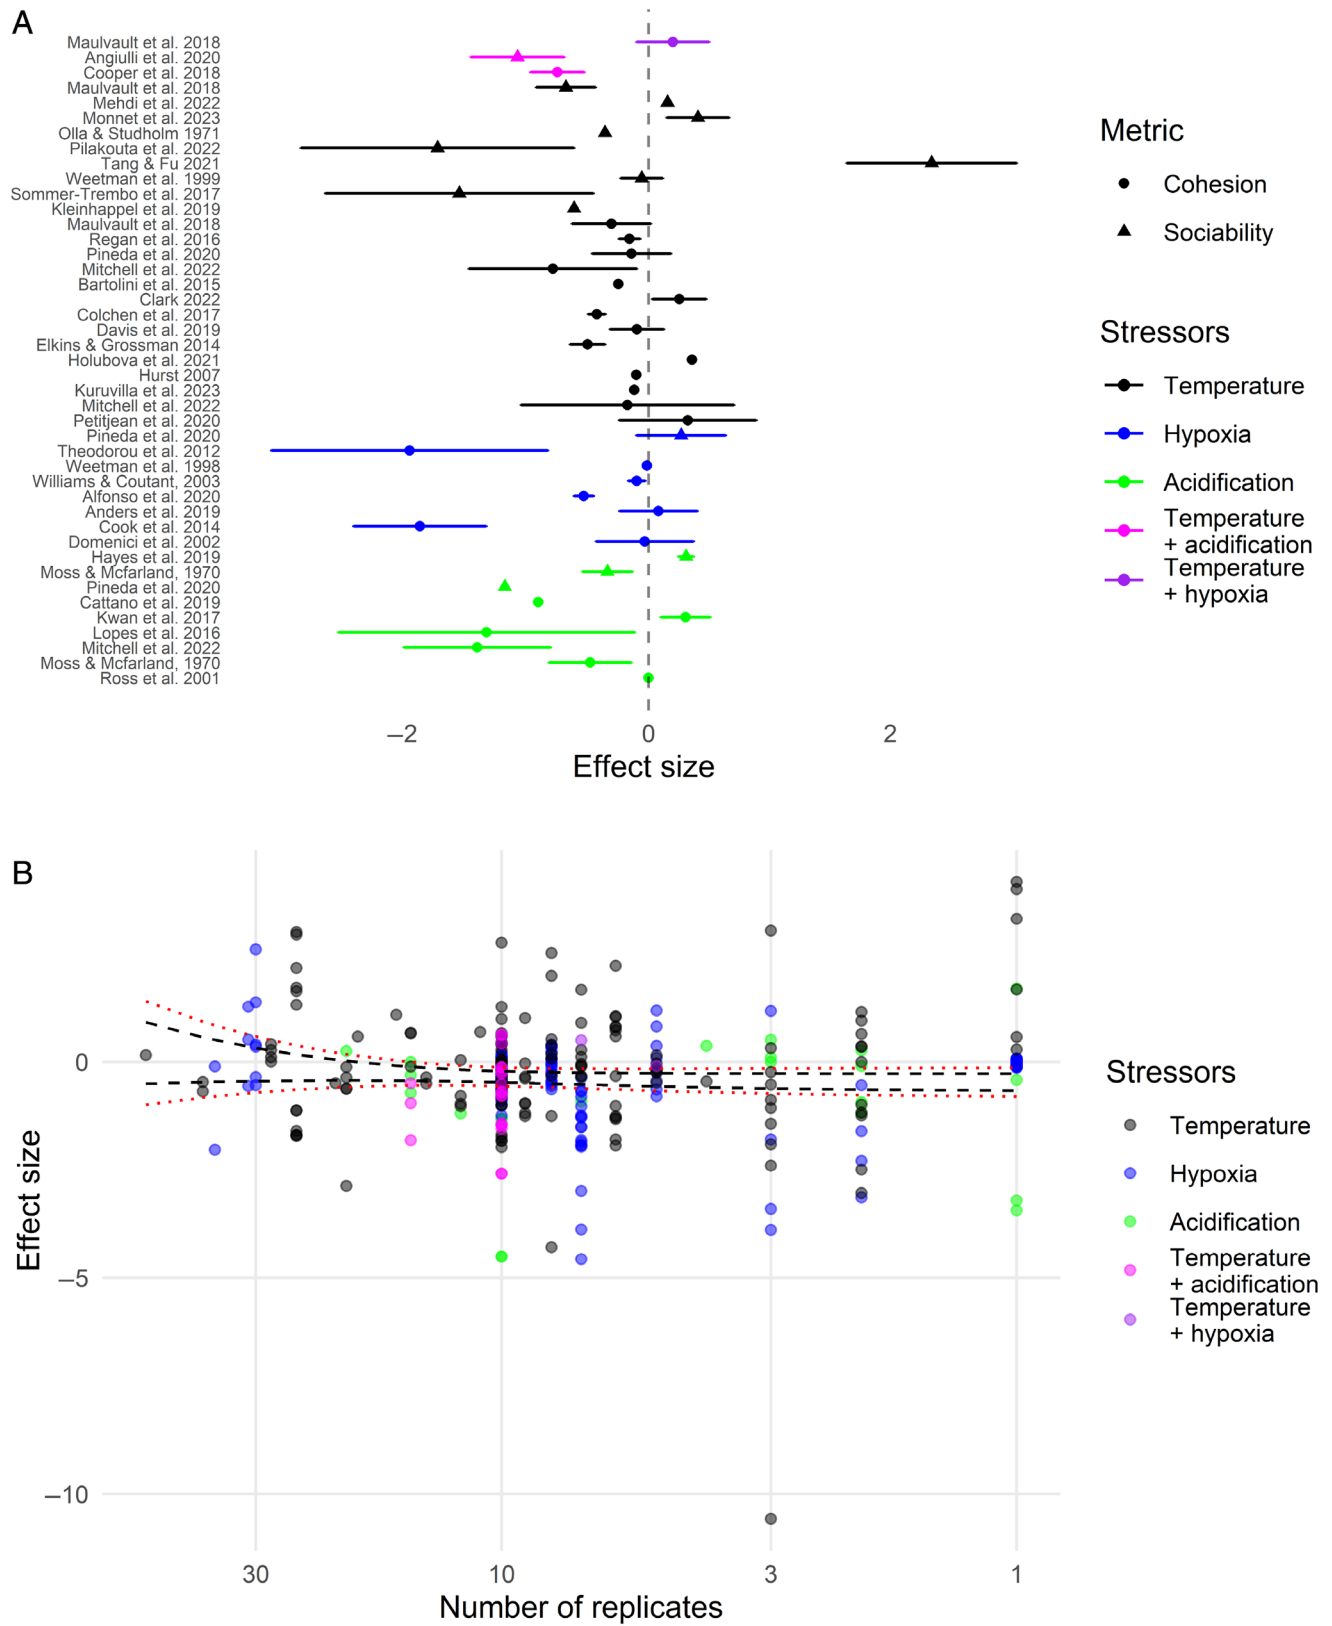 A
Maulvault et al. 2018
Angiulli et al. 2020
Cooper et al. 2018
Maulvault et al. 2018
Mehdi et al. 2022
Monnet et al. 2023
Olla & Studholm 1971
Pilakouta et al. 2022
Tang & Fu 2021
Weetman et al. 1999
Sommer-Trembo et al. 2017
Kleinhappel et al. 2019
Maulvault et al. 2018
Regan et al. 2016
Pineda et al. 2020
Mitchell et al. 2022
Bartolini et al. 2015
Clark 2022
Colchen et al. 2017
Davis et al. 2019
Elkins & Grossman 2014
Holubova et al. 2021
Hurst 2007
Kuruvilla et al. 2023
Mitchell et al. 2022
Petitjean et al. 2020
Pineda et al. 2020
Theodorou et al. 2012
Weetman et al. 1998
Williams & Coutant, 2003
Alfonso et al. 2020
Anders et al. 2019
Cook et al. 2014
Domenici et al. 2002
Hayes et al. 2019
Moss & Mcfarland, 1970
Pineda et al. 2020
Cattano et al. 2019
Kwan et al. 2017
Lopes et al. 2016
Mitchell et al. 2022
Moss & Mcfarland, 1970
Ross et al. 2001
−2 0 2
Effect size
Metric
Cohesion
Sociability
Stressors
Temperature
Hypoxia
Acidification
Temperature
+ acidification
Temperature
+ hypoxia
B
Effect size
0
−5
−10
30 10 3 1
Number of replicates
Stressors
Temperature
Hypoxia
Acidification
Temperature
+ acidification
Temperature
+ hypoxia